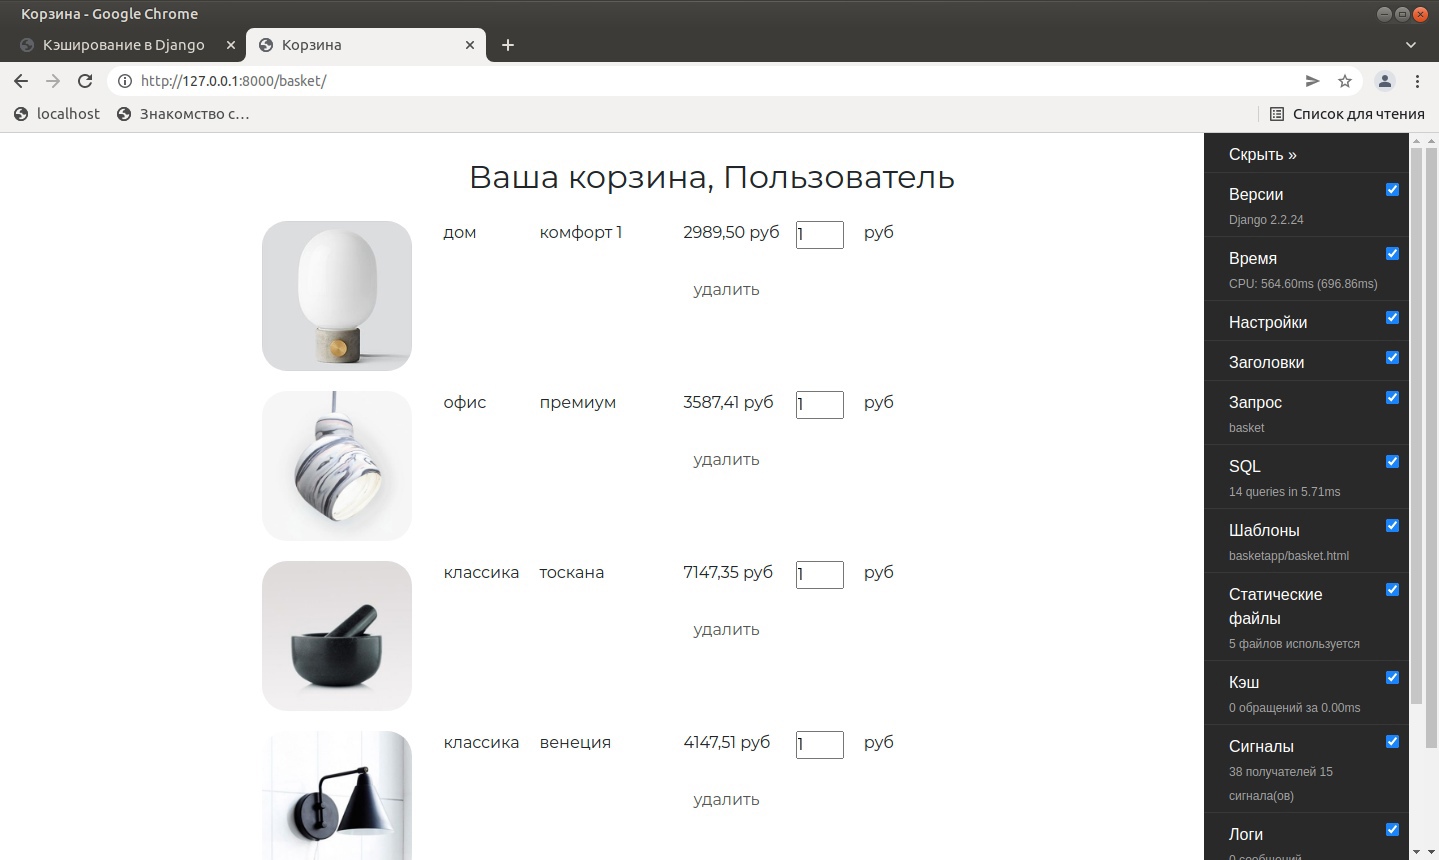 Корзина - Google Chrome
Кэширование в Django
Корзина
http://127.0.0.1:8000/basket/
localhost
Знакомство с…
Список для чтения
Ваша корзина, Пользователь
дом комфорт 1 2989,50 руб 1 руб
удалить
офис премиум 3587,41 руб 1 руб
удалить
классика тоскана 7147,35 руб 1 руб
удалить
классика венеция 4147,51 руб 1 руб
удалить
Скрыть »
Версии
Django 2.2.24
Время
CPU: 564.60ms (696.86ms)
Настройки
Заголовки
Запрос
basket
SQL
14 queries in 5.71ms
Шаблоны
basketapp/basket.html
Статические
файлы
5 файлов используется
Кэш
0 обращений за 0.00ms
Сигналы
38 получателей 15
сигнала(ов)
Логи
0 сообщений